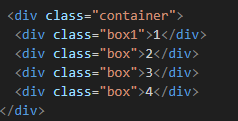 <div class="container">
<div class="box1">1</div>
<div class="box">2</div>
<div class="box">3</div>
<div class="box">4</div>
</div>